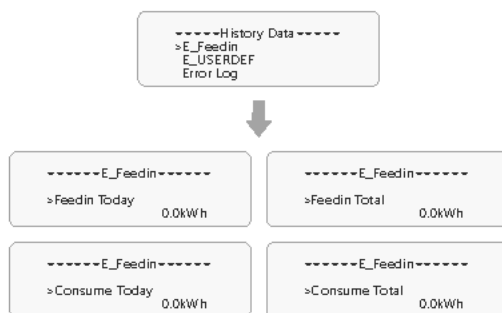 -----History Data-----
>E_Feedin
E_USERDEF
Error Log
------E_Feedin------
>Feedin Today
0.0kWh
------E_Feedin------
>Feedin Total
0.0kWh
------E_Feedin------
>Consume Today
0.0kWh
------E_Feedin------
>Consume Total
0.0kWh